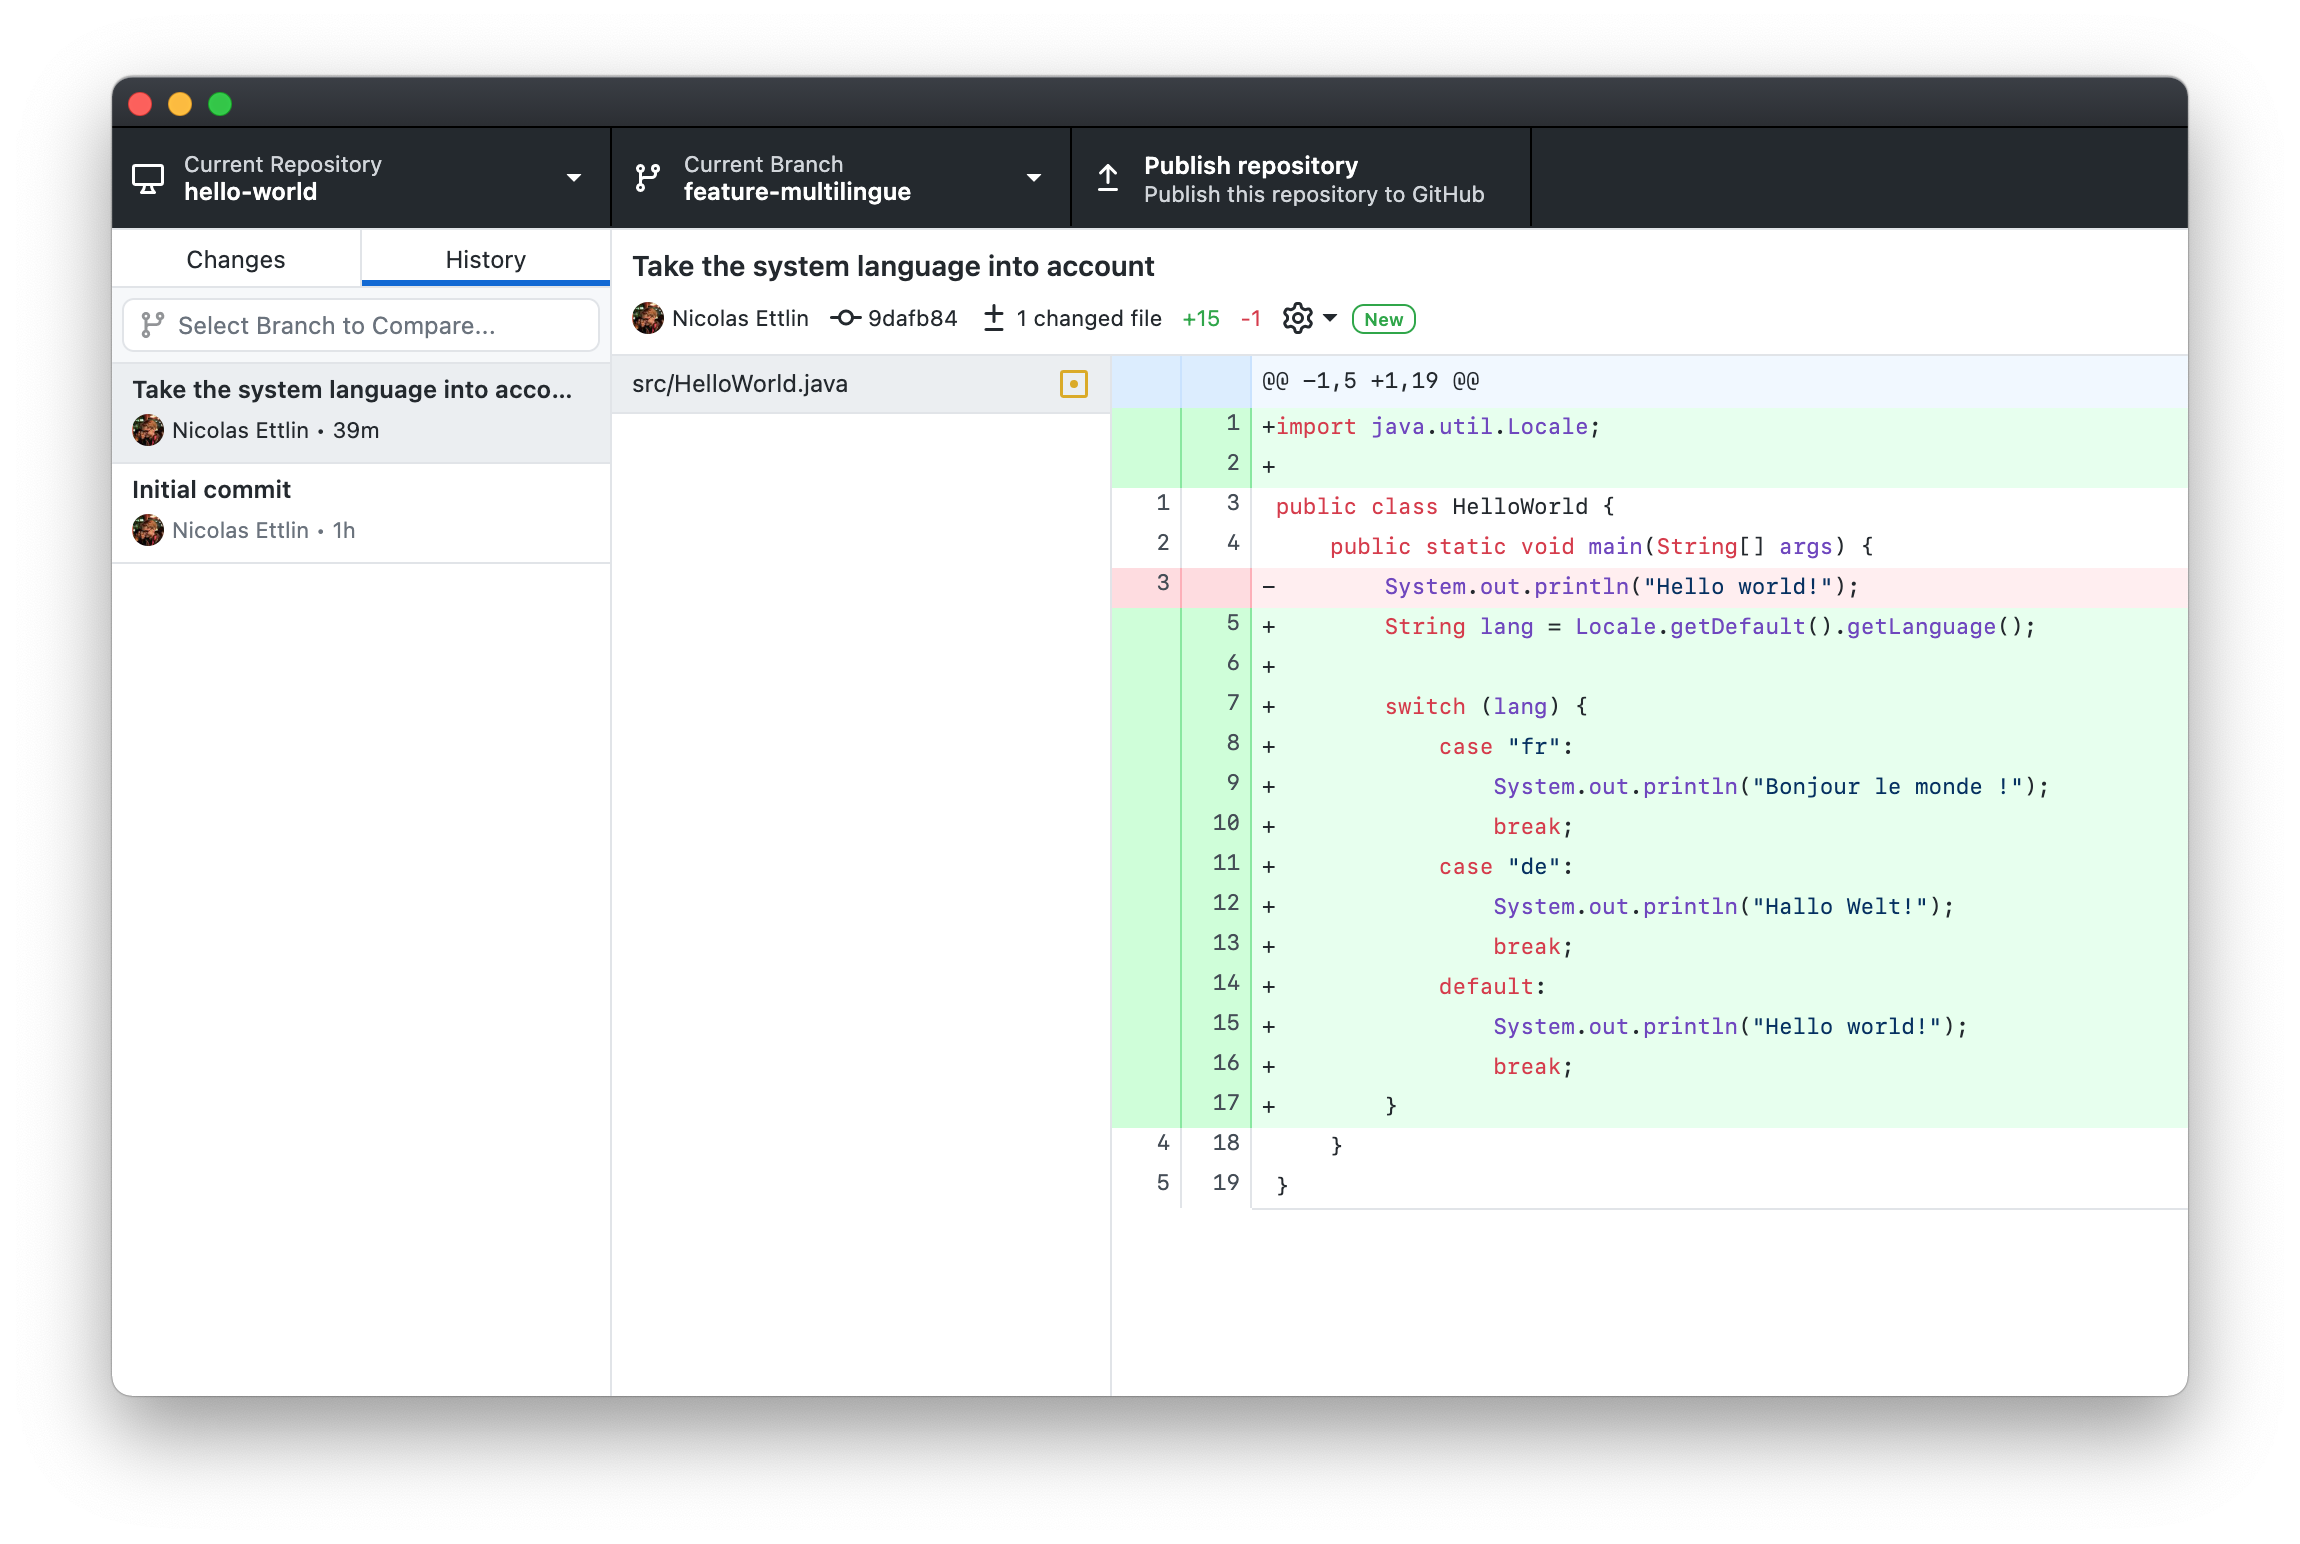 Current Repository
hello-world
Current Branch
feature-multilingue
Publish repository
Publish this repository to GitHub
Changes
History
Select Branch to Compare...
Take the system language into acco...
Nicolas Ettlin • 39m
Initial commit
Nicolas Ettlin • 1h
Take the system language into account
Nicolas Ettlin 9dafb84 ± 1 changed file +15 -1 New
src/HelloWorld.java
@@ -1,5 +1,19 @@
1 +import java.util.Locale;
2 +
1 3 public class HelloWorld {
2 4     public static void main(String[] args) {
3 -        System.out.println("Hello world!");
5 +        String lang = Locale.getDefault().getLanguage();
6 +
7 +        switch (lang) {
8 +            case "fr":
9 +                System.out.println("Bonjour le monde !");
10 +                break;
11 +            case "de":
12 +                System.out.println("Hallo Welt!");
13 +                break;
14 +            default:
15 +                System.out.println("Hello world!");
16 +                break;
17 +        }
4 18     }
5 19 }